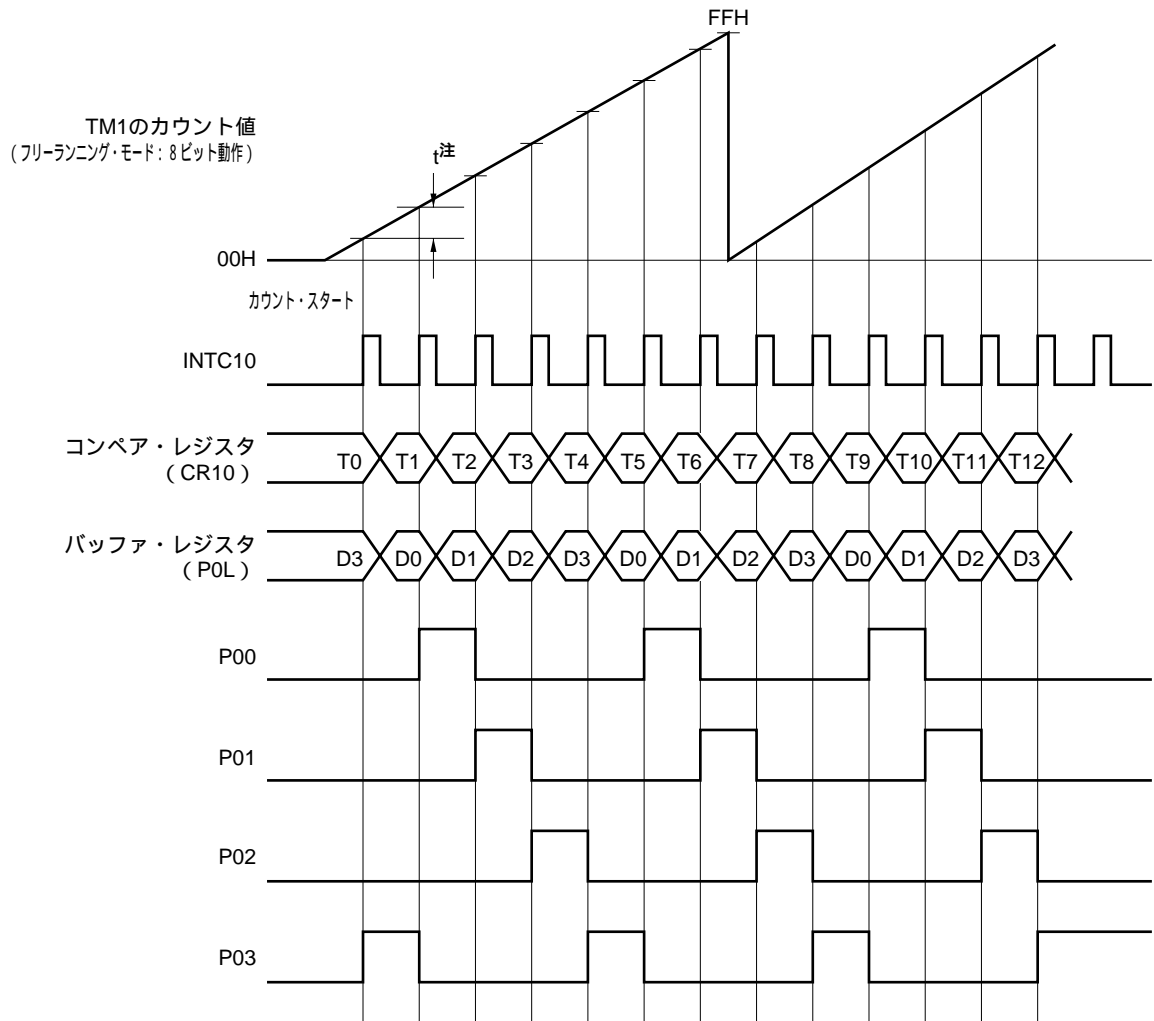 FFH
TM1のカウント値
(フリーランニング・モード：8ビット動作)
t注
00H
カウント・スタート
INTC10
コンペア・レジスタ
(CR10)
T0 T1 T2 T3 T4 T5 T6 T7 T8 T9 T10 T11 T12
バッファ・レジスタ
(P0L)
D3 D0 D1 D2 D3 D0 D1 D2 D3 D0 D1 D2 D3
P00
P01
P02
P03